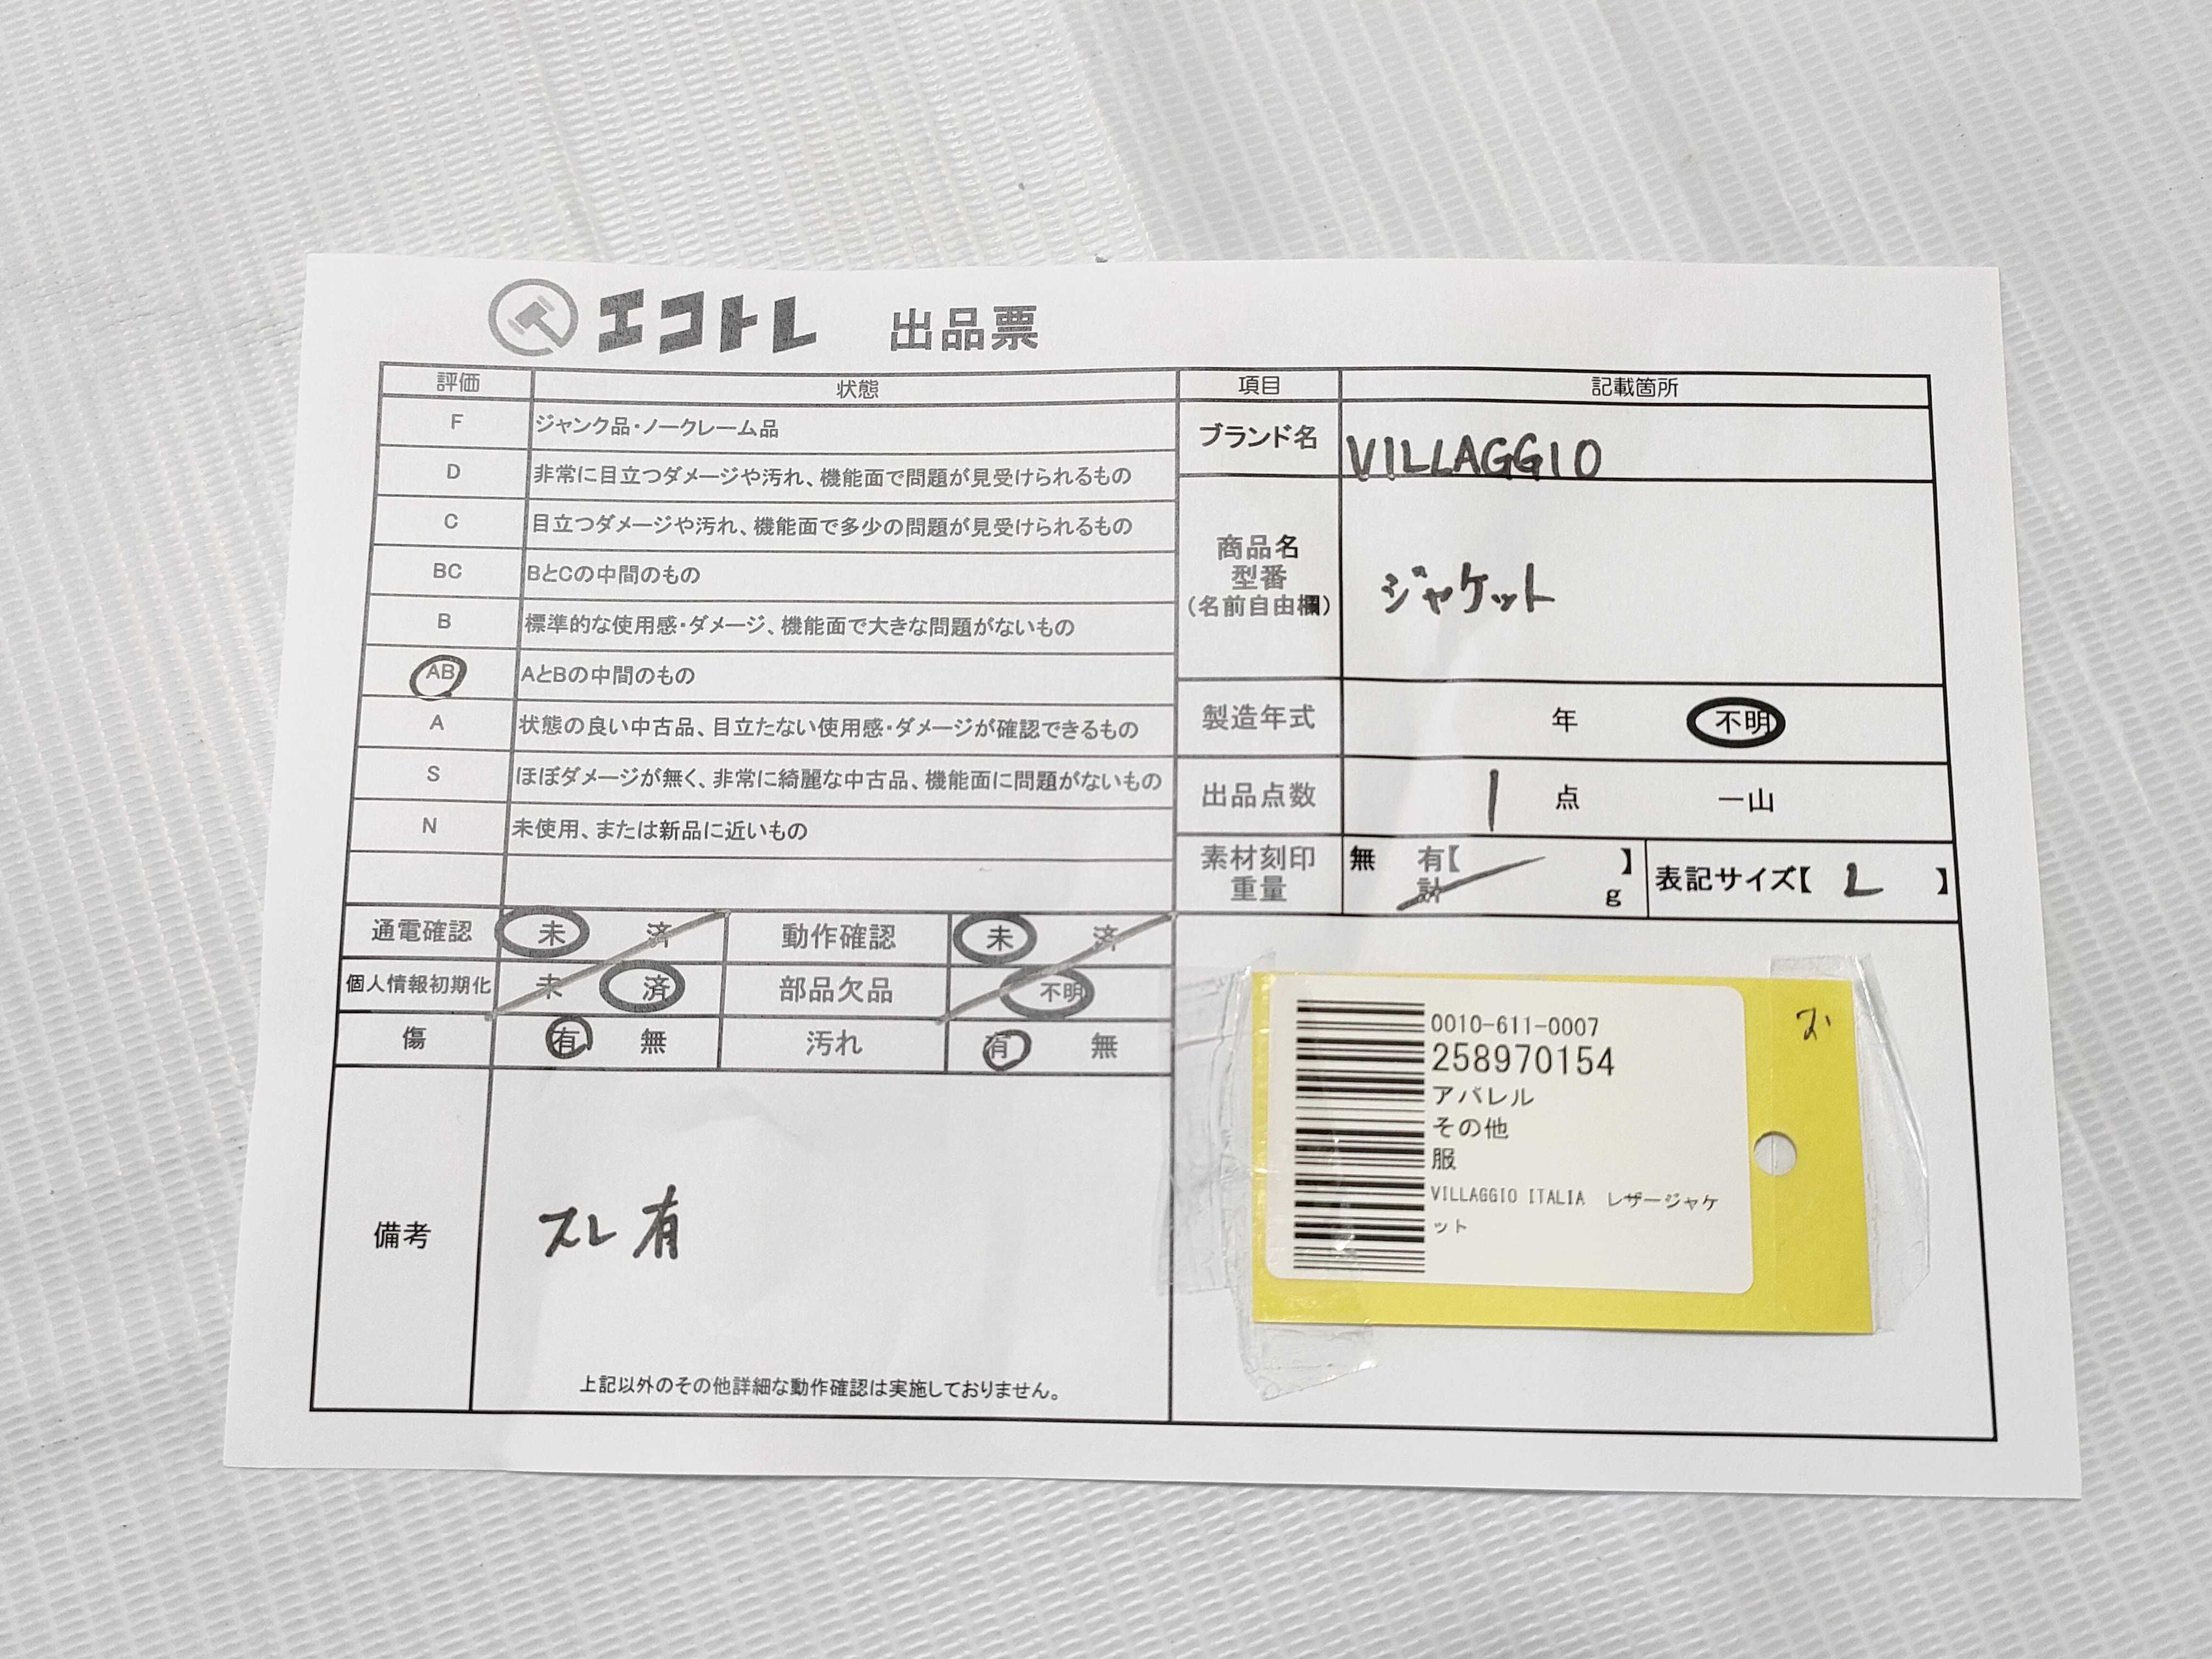 エコトレ 出品票
評価 状態 項目 記載箇所
F ジャンク品・ノークレーム品
D 非常に目立つダメージや汚れ、機能面で問題が見受けられるもの
C 目立つダメージや汚れ、機能面で多少の問題が見受けられるもの
BC BとCの中間のもの
B 標準的な使用感・ダメージ、機能面で大きな問題がないもの
AB AとBの中間のもの
A 状態の良い中古品、目立たない使用感・ダメージが確認できるもの
S ほぼダメージが無く、非常に綺麗な中古品、機能面に問題がないもの
N 未使用、または新品に近いもの
ブランド名 VILLAGGIO
商品名
型番
(名前自由欄)
ジャケット
製造年式 年 不明
出品点数 1 点 一山
素材刻印
重量
無 有【 】
計 g
表記サイズ【 L 】
通電確認 未 済 動作確認 未 済
個人情報初期化 未 済 部品欠品 不明
傷 有 無 汚れ 有 無
備考
スレ有
上記以外のその他詳細な動作確認は実施しておりません。
0010-611-0007
258970154
アパレル
その他
服
VILLAGGIO ITALIA レザージャケ
ット